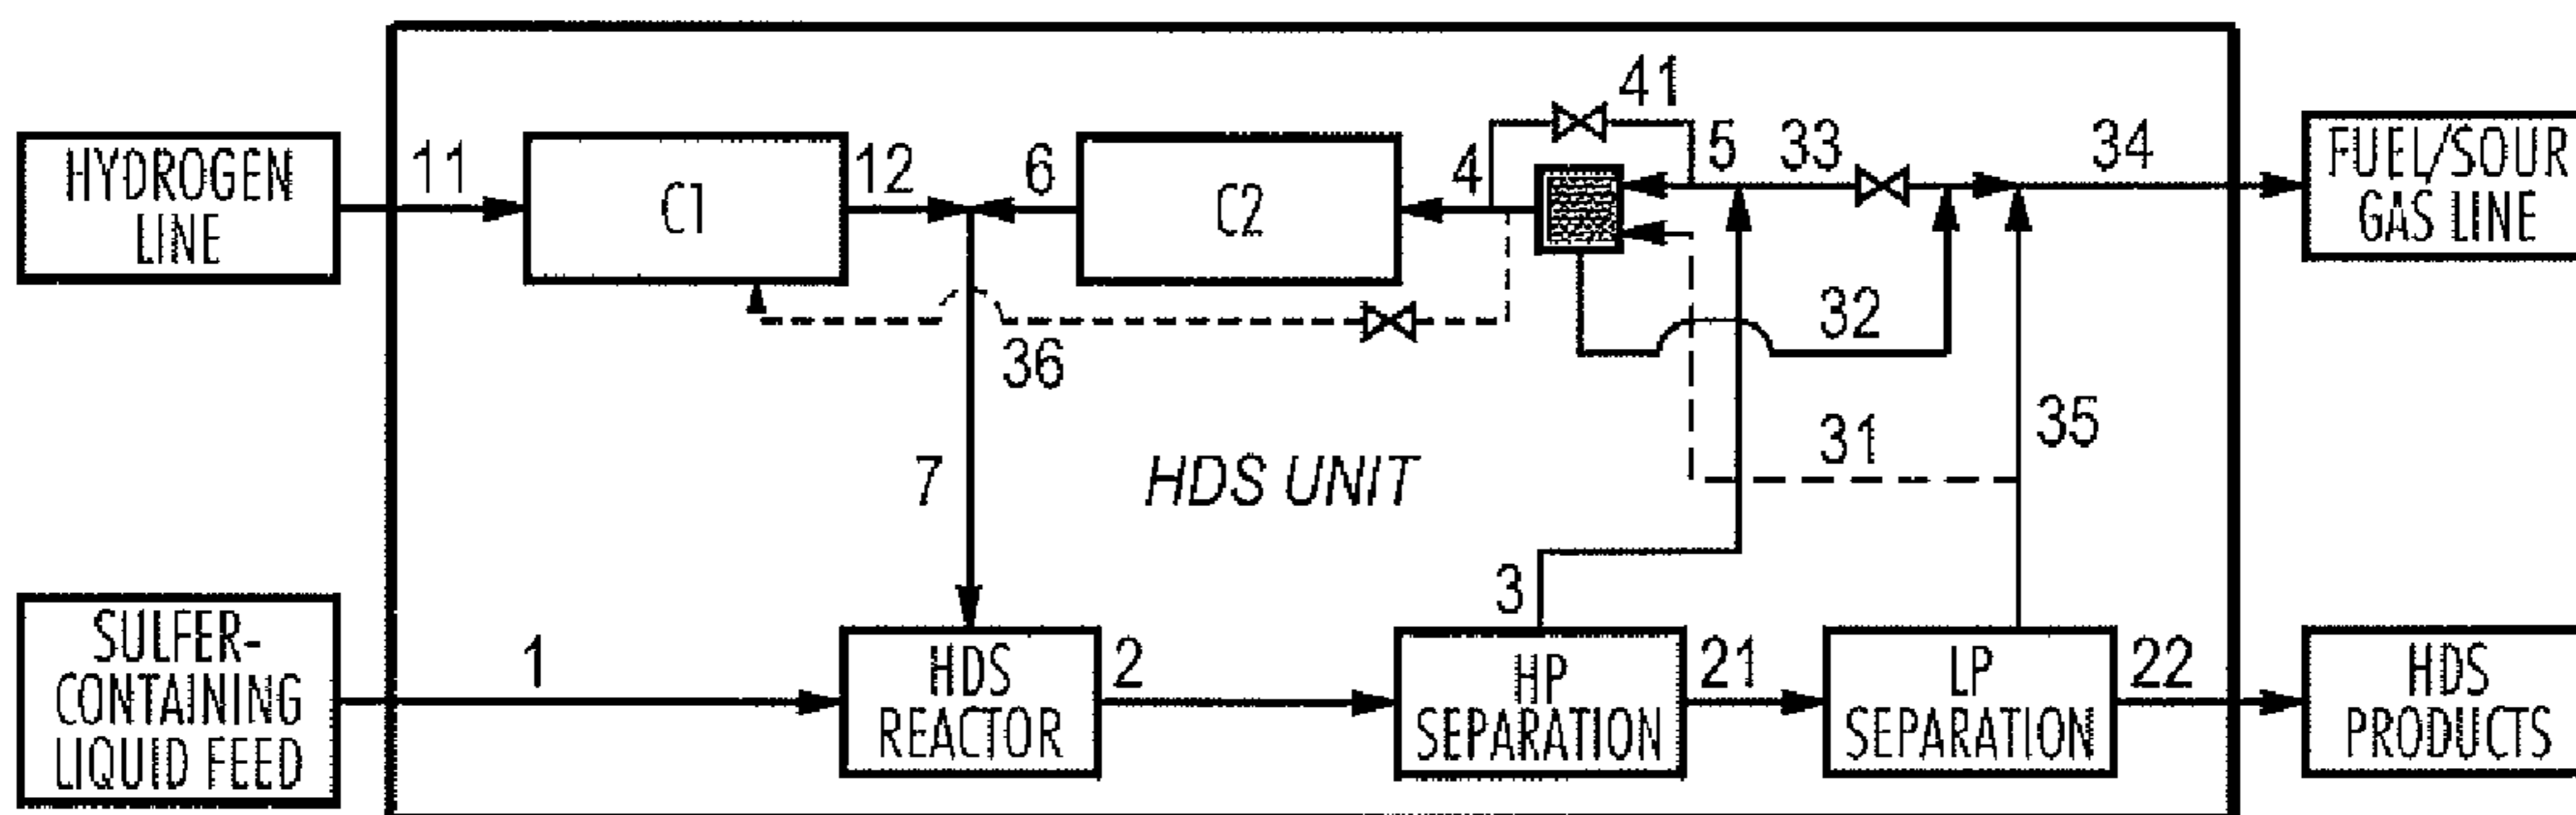 41
HYDROGEN
LINE
11
C1
12
6
C2
4
5
33
34
FUEL/SOUR
GAS LINE
36
32
31
35
7
HDS UNIT
3
SULFER-
CONTAINING
LIQUID FEED
1
HDS
REACTOR
2
HP
SEPARATION
21
LP
SEPARATION
22
HDS
PRODUCTS